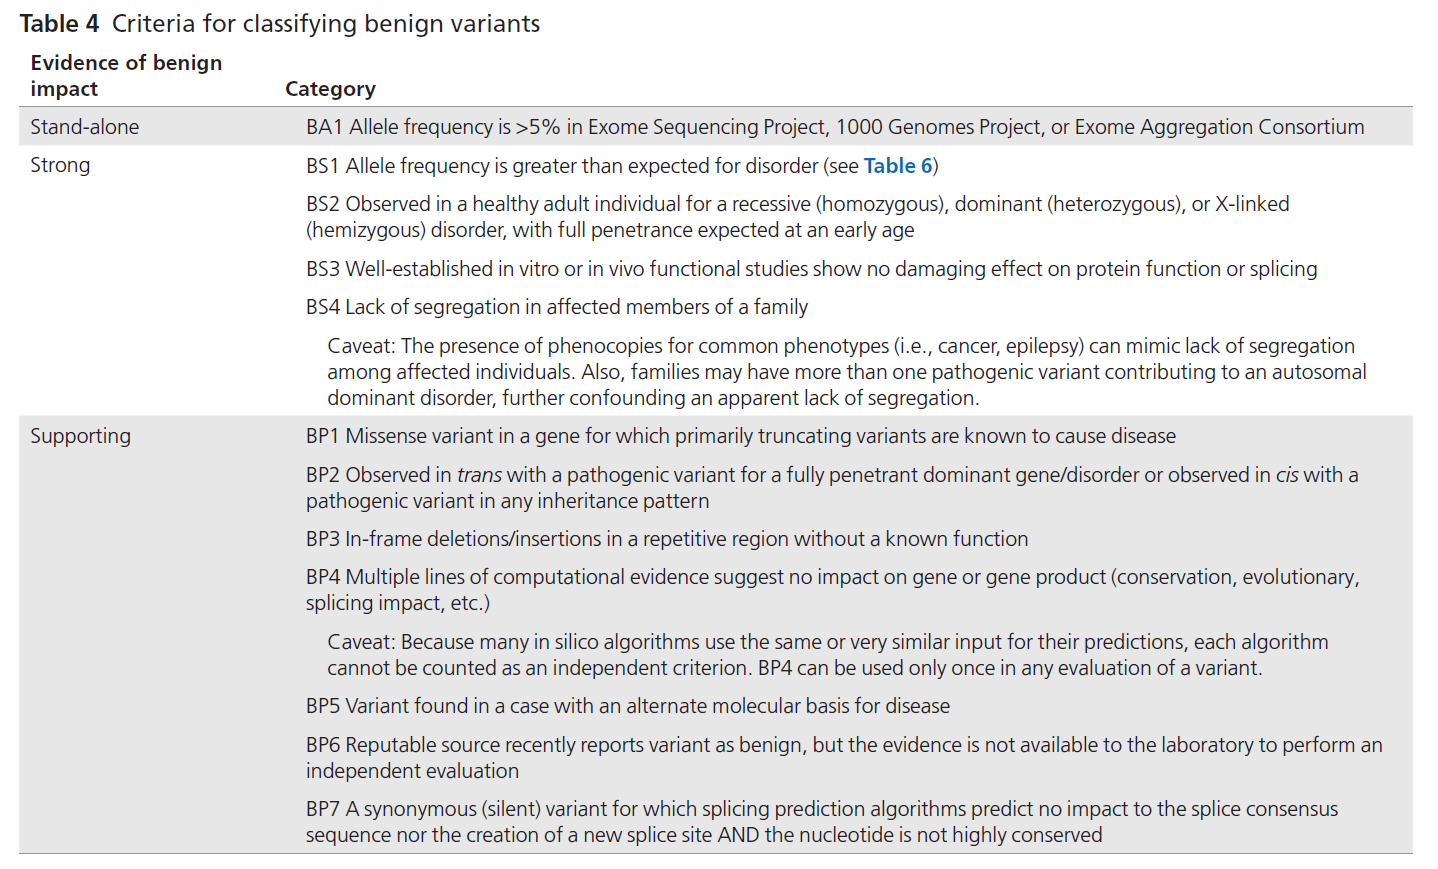 Table 4 Criteria for classifying benign variants
Evidence of benign
impact
Category
Stand-alone
BA1 Allele frequency is >5% in Exome Sequencing Project, 1000 Genomes Project, or Exome Aggregation Consortium
Strong
BS1 Allele frequency is greater than expected for disorder (see Table 6)
BS2 Observed in a healthy adult individual for a recessive (homozygous), dominant (heterozygous), or X-linked
(hemizygous) disorder, with full penetrance expected at an early age
BS3 Well-established in vitro or in vivo functional studies show no damaging effect on protein function or splicing
BS4 Lack of segregation in affected members of a family
Caveat: The presence of phenocopies for common phenotypes (i.e., cancer, epilepsy) can mimic lack of segregation
among affected individuals. Also, families may have more than one pathogenic variant contributing to an autosomal
dominant disorder, further confounding an apparent lack of segregation.
Supporting
BP1 Missense variant in a gene for which primarily truncating variants are known to cause disease
BP2 Observed in trans with a pathogenic variant for a fully penetrant dominant gene/disorder or observed in cis with a
pathogenic variant in any inheritance pattern
BP3 In-frame deletions/insertions in a repetitive region without a known function
BP4 Multiple lines of computational evidence suggest no impact on gene or gene product (conservation, evolutionary,
splicing impact, etc.)
Caveat: Because many in silico algorithms use the same or very similar input for their predictions, each algorithm
cannot be counted as an independent criterion. BP4 can be used only once in any evaluation of a variant.
BP5 Variant found in a case with an alternate molecular basis for disease
BP6 Reputable source recently reports variant as benign, but the evidence is not available to the laboratory to perform an
independent evaluation
BP7 A synonymous (silent) variant for which splicing prediction algorithms predict no impact to the splice consensus
sequence nor the creation of a new splice site AND the nucleotide is not highly conserved